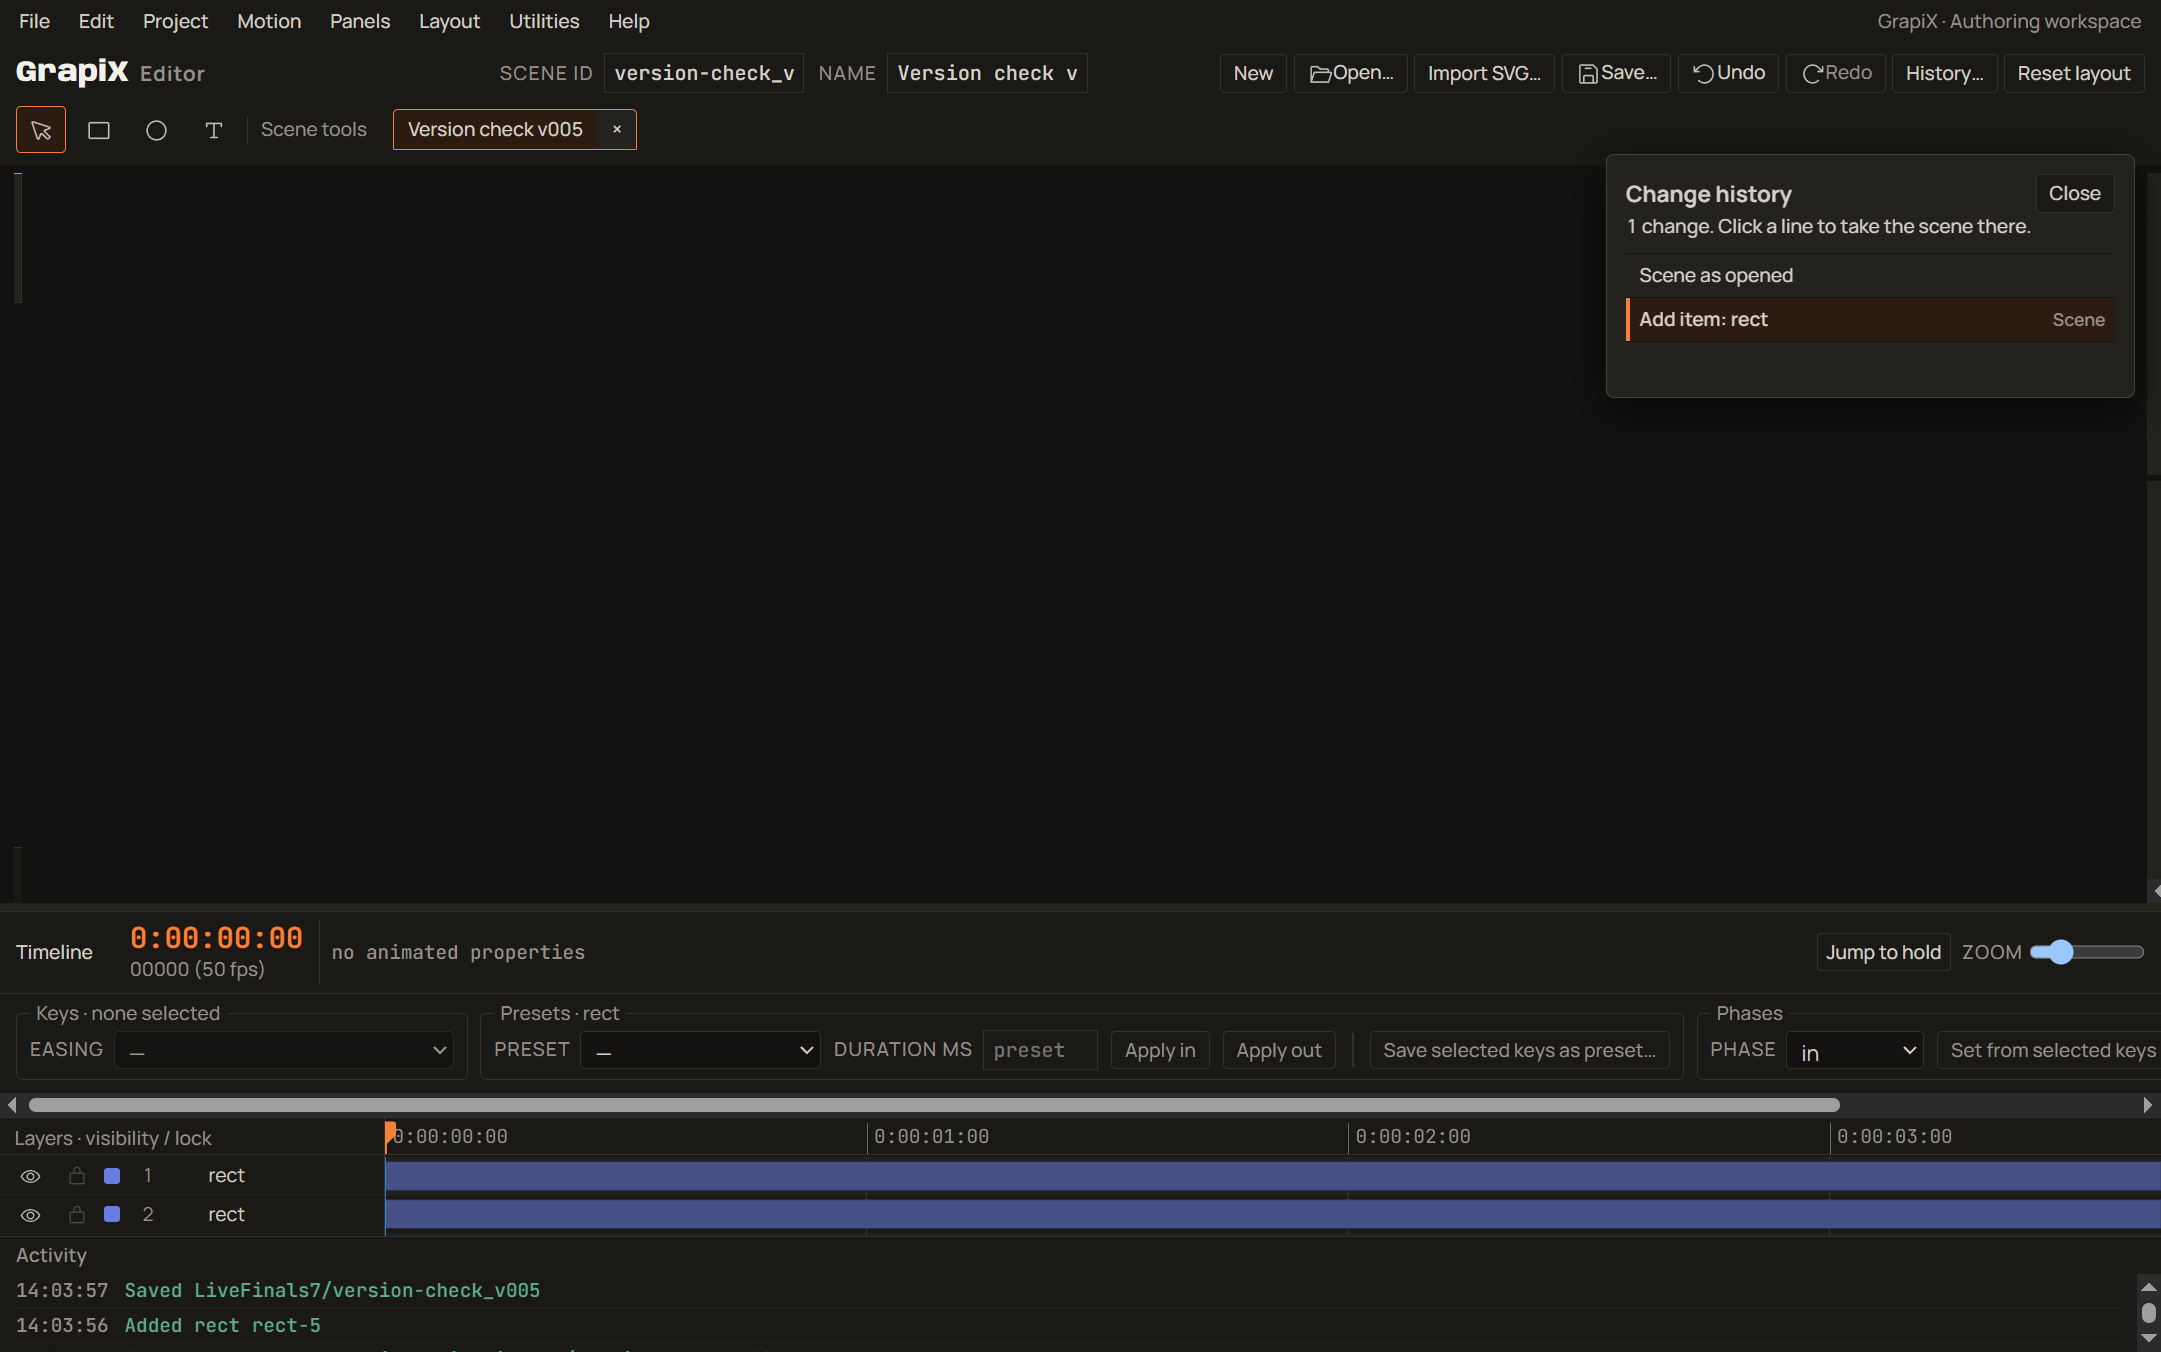 File Edit Project Motion Panels Layout Utilities Help GrapiX · Authoring workspace
GrapiX Editor SCENE ID version-check_v NAME Version check v New Open... Import SVG... Save... Undo Redo History... Reset layout
Scene tools Version check v005 ×
Change history Close
1 change. Click a line to take the scene there.
Scene as opened
Add item: rect Scene
Timeline 0:00:00:00 no animated properties Jump to hold ZOOM
00000 (50 fps)
Keys · none selected Presets · rect Phases
EASING — PRESET — DURATION MS preset Apply in Apply out Save selected keys as preset... PHASE in Set from selected keys
Layers · visibility / lock 0:00:00:00 0:00:01:00 0:00:02:00 0:00:03:00
1 rect
2 rect
Activity
14:03:57 Saved LiveFinals7/version-check_v005
14:03:56 Added rect rect-5